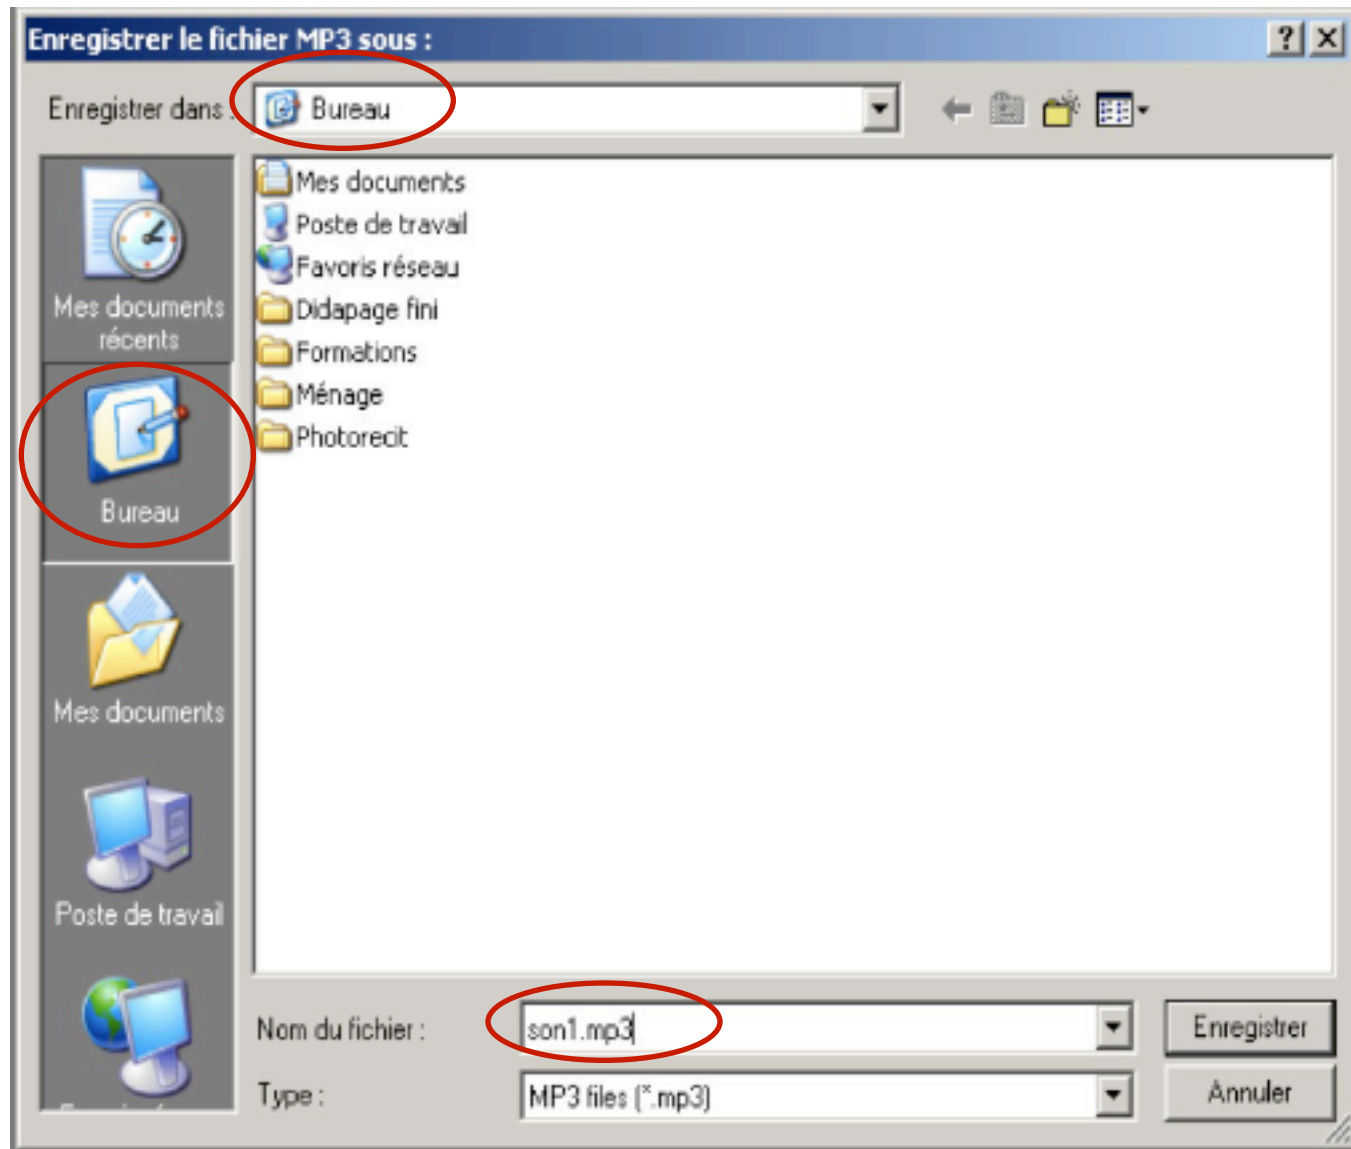 Enregistrer le fichier MP3 sous :
Enregistrer dans :
Bureau
Mes documents
récents
Bureau
Mes documents
Poste de travail
Mes documents
Poste de travail
Favoris réseau
Didapage fini
Formations
Ménage
Photorecit
Nom du fichier :
son1.mp3
Enregistrer
Type :
MP3 files (*.mp3)
Annuler